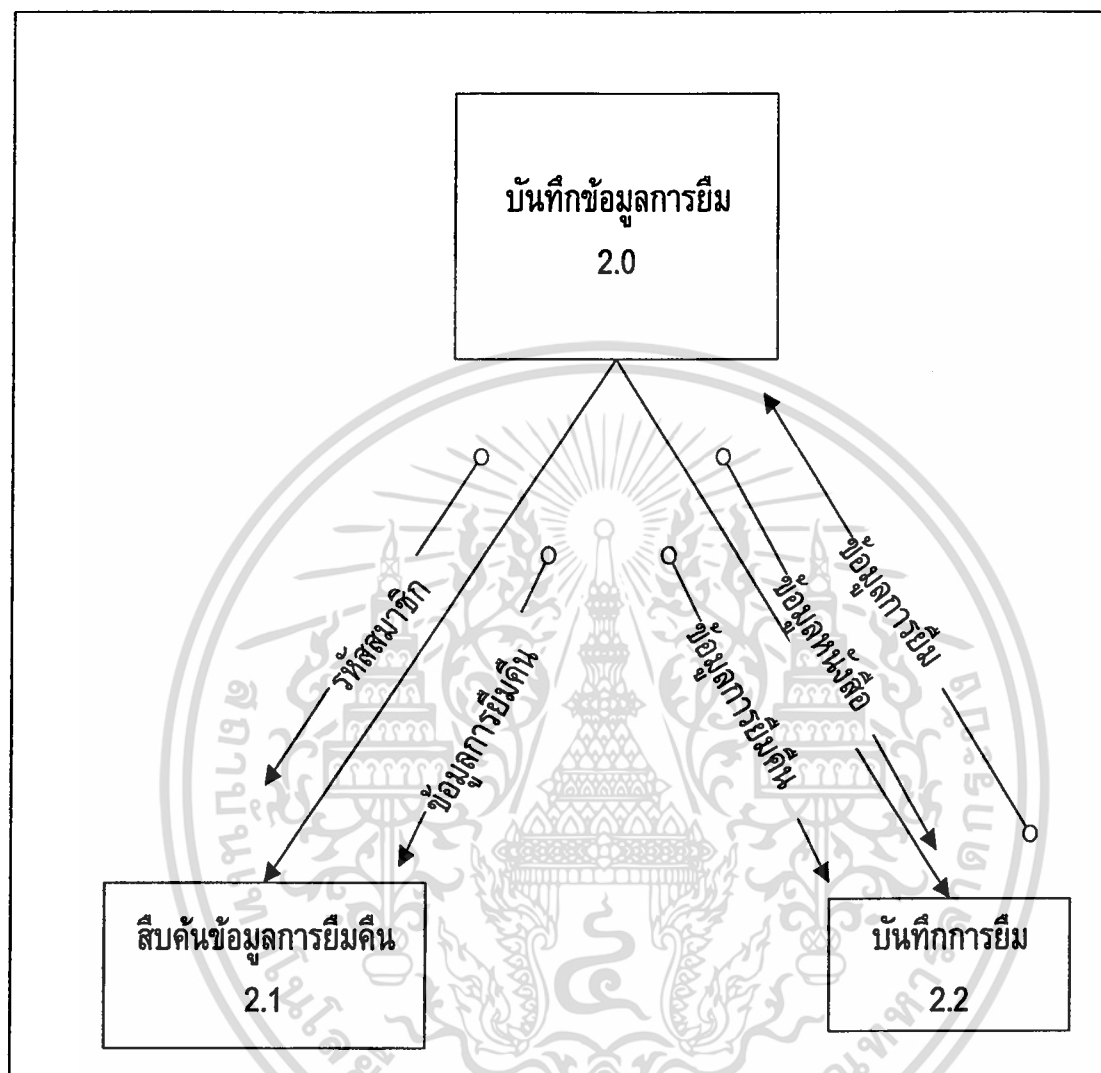 บันทึกข้อมูลการยืม
2.0
รหัสสมาชิก
ข้อมูลการยืมคืน
ข้อมูลการยืมคืน
ข้อมูลหนังสือ
ข้อมูลการยืม
สืบค้นข้อมูลการยืมคืน
2.1
บันทึกการยืม
2.2